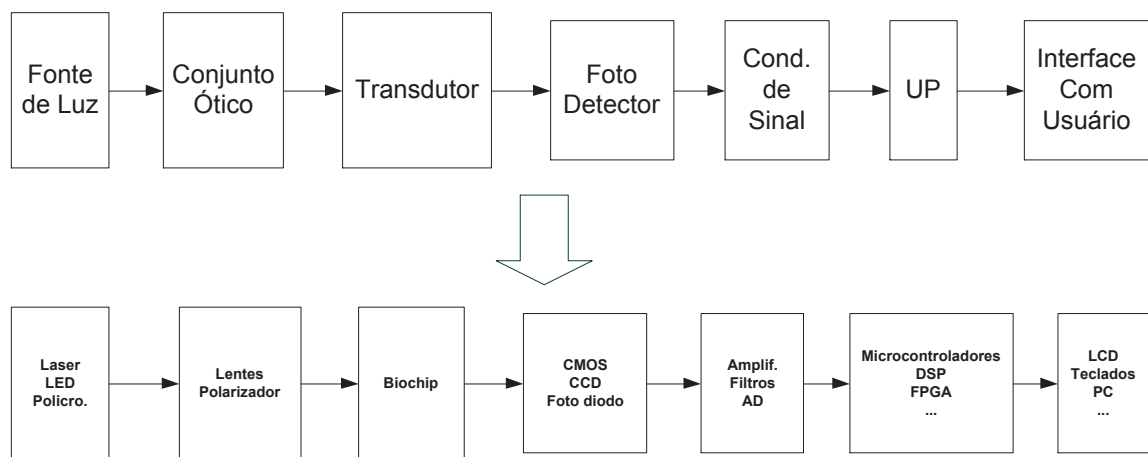 Fonte
de Luz
Conjunto
Ótico
Transdutor
Foto
Detector
Cond.
de
Sinal
UP
Interface
Com
Usuário
Laser
LED
Policro.
Lentes
Polarizador
Biochip
CMOS
CCD
Foto diodo
Amplif.
Filtros
AD
Microcontroladores
DSP
FPGA
...
LCD
Teclados
PC
...